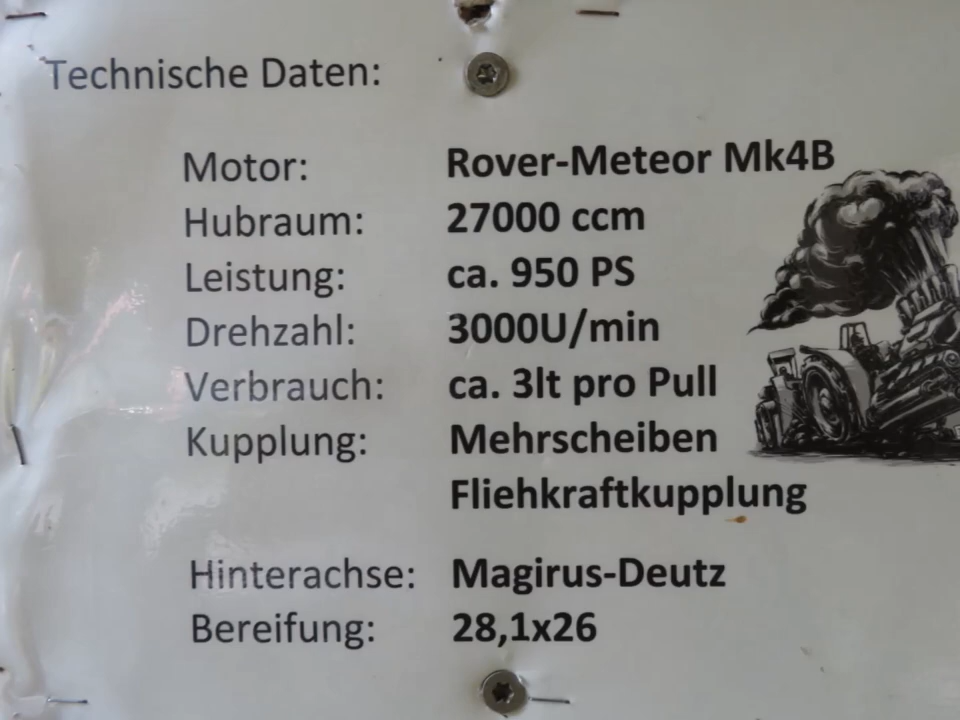 Technische Daten:
Motor: Rover-Meteor Mk4B
Hubraum: 27000 ccm
Leistung: ca. 950 PS
Drehzahl: 3000U/min
Verbrauch: ca. 3lt pro Pull
Kupplung: Mehrscheiben
Fliehkraftkupplung
Hinterachse: Magirus-Deutz
Bereifung: 28,1x26